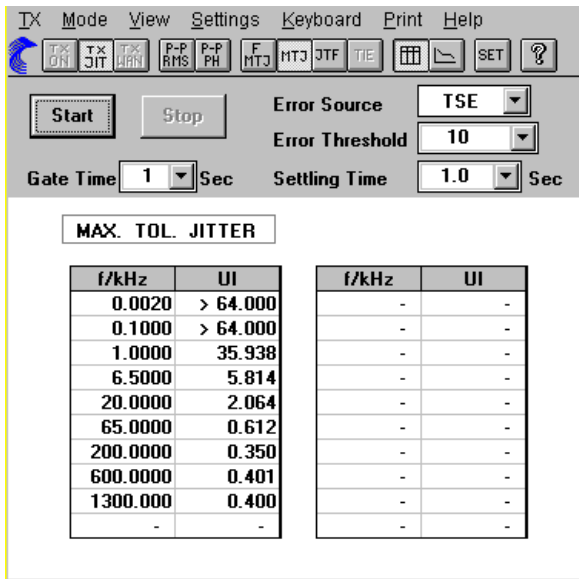 TX Mode View Settings Keyboard Print Help
TX ON TX JIT TX WAN P-P RMS P-P PH F MTJ MTJ JTF TIE SET ?
Start Stop Error Source TSE
Error Threshold 10
Gate Time 1 Sec Settling Time 1.0 Sec
MAX. TOL. JITTER
f/kHz UI f/kHz UI
0.0020 > 64.000 - -
0.1000 > 64.000 - -
1.0000 35.938 - -
6.5000 5.814 - -
20.0000 2.064 - -
65.0000 0.612 - -
200.0000 0.350 - -
600.0000 0.401 - -
1300.000 0.400 - -
- - - -